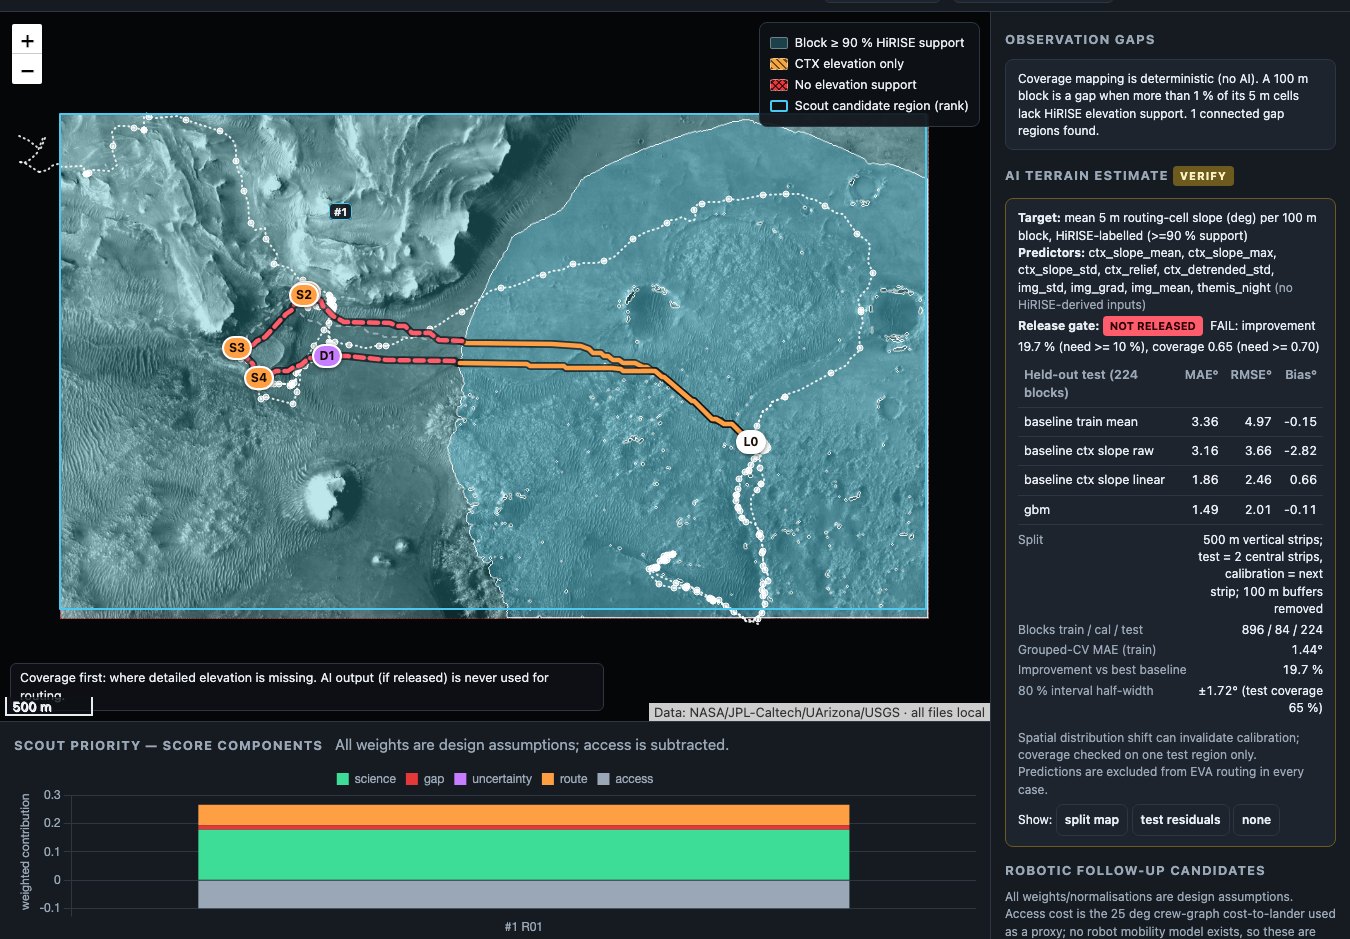 +
−
Block ≥ 90 % HiRISE support
CTX elevation only
No elevation support
Scout candidate region (rank)
#1
S2
S3
D1
S4
L0
Coverage first: where detailed elevation is missing. AI output (if released) is never used for
routing.
500 m
Data: NASA/JPL-Caltech/UArizona/USGS · all files local
SCOUT PRIORITY — SCORE COMPONENTS All weights are design assumptions; access is subtracted.
science gap uncertainty route access
weighted contribution
0.3
0.2
0.1
0
-0.1
#1 R01
OBSERVATION GAPS
Coverage mapping is deterministic (no AI). A 100 m
block is a gap when more than 1 % of its 5 m cells
lack HiRISE elevation support. 1 connected gap
regions found.
AI TERRAIN ESTIMATE VERIFY
Target: mean 5 m routing-cell slope (deg) per 100 m
block, HiRISE-labelled (>=90 % support)
Predictors: ctx_slope_mean, ctx_slope_max,
ctx_slope_std, ctx_relief, ctx_detrended_std,
img_std, img_grad, img_mean, themis_night (no
HiRISE-derived inputs)
Release gate: NOT RELEASED FAIL: improvement
19.7 % (need >= 10 %), coverage 0.65 (need >= 0.70)
Held-out test (224 MAE° RMSE° Bias°
blocks)
baseline train mean 3.36 4.97 -0.15
baseline ctx slope raw 3.16 3.66 -2.82
baseline ctx slope linear 1.86 2.46 0.66
gbm 1.49 2.01 -0.11
Split 500 m vertical strips;
test = 2 central strips,
calibration = next
strip; 100 m buffers
removed
Blocks train / cal / test 896 / 84 / 224
Grouped-CV MAE (train) 1.44°
Improvement vs best baseline 19.7 %
80 % interval half-width ±1.72° (test coverage
65 %)
Spatial distribution shift can invalidate calibration;
coverage checked on one test region only.
Predictions are excluded from EVA routing in every
case.
Show: split map test residuals none
ROBOTIC FOLLOW-UP CANDIDATES
All weights/normalisations are design assumptions.
Access cost is the 25 deg crew-graph cost-to-lander used
as a proxy; no robot mobility model exists, so these are